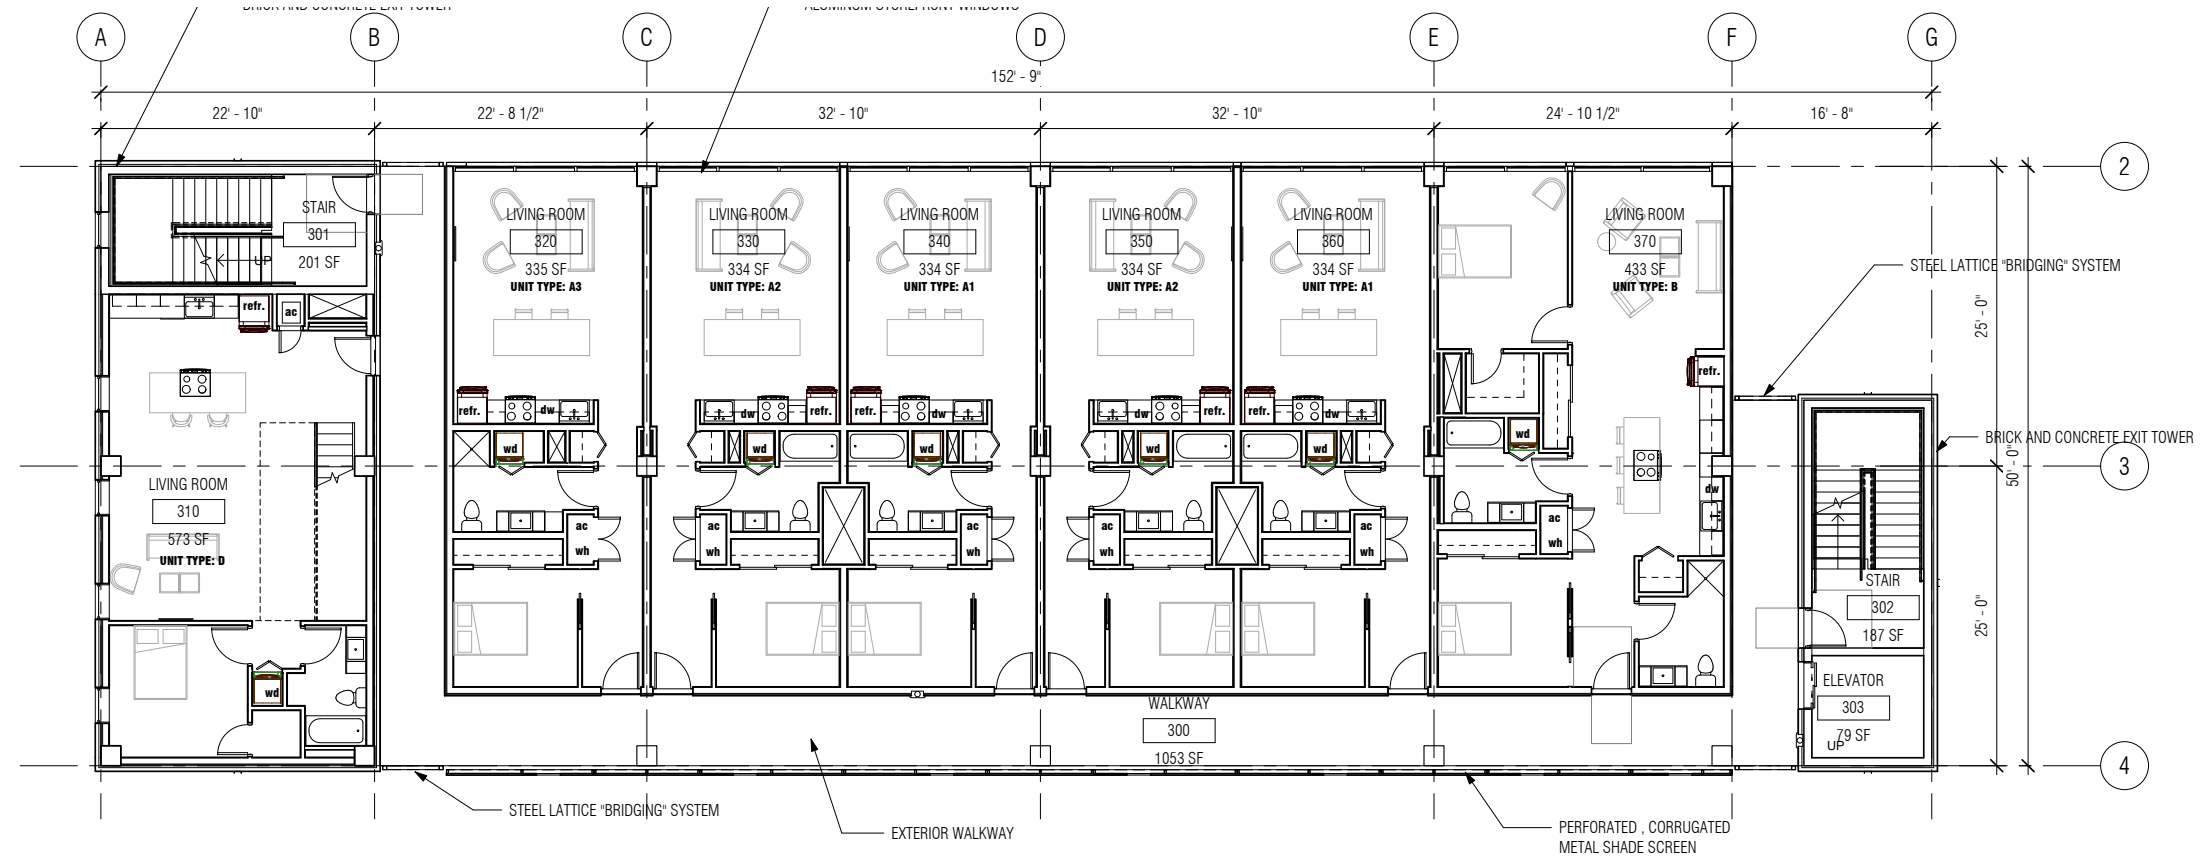 BRICK AND CONCRETE EXIT TOWER
ALUMINUM STOREFRONT WINDOWS
A
B
C
D
E
F
G
152' - 9"
22' - 10"
22' - 8 1/2"
32' - 10"
32' - 10"
24' - 10 1/2"
16' - 8"
2
STAIR
301
UP
201 SF
LIVING ROOM
320
335 SF
UNIT TYPE: A3
LIVING ROOM
330
334 SF
UNIT TYPE: A2
LIVING ROOM
340
334 SF
UNIT TYPE: A1
LIVING ROOM
350
334 SF
UNIT TYPE: A2
LIVING ROOM
360
334 SF
UNIT TYPE: A1
LIVING ROOM
370
433 SF
UNIT TYPE: B
STEEL LATTICE "BRIDGING" SYSTEM
25' - 0"
refr.
ac
refr.
refr.
dw
dw
refr.
refr.
dw
dw
refr.
refr.
dw
BRICK AND CONCRETE EXIT TOWER
wd
wd
wd
wd
wd
wd
3
50' - 0"
LIVING ROOM
310
573 SF
UNIT TYPE: D
dw
ac
wh
ac
wh
ac
wh
ac
wh
ac
wh
ac
wh
STAIR
302
187 SF
25' - 0"
wd
ELEVATOR
303
79 SF
UP
WALKWAY
300
1053 SF
4
STEEL LATTICE "BRIDGING" SYSTEM
EXTERIOR WALKWAY
PERFORATED , CORRUGATED
METAL SHADE SCREEN